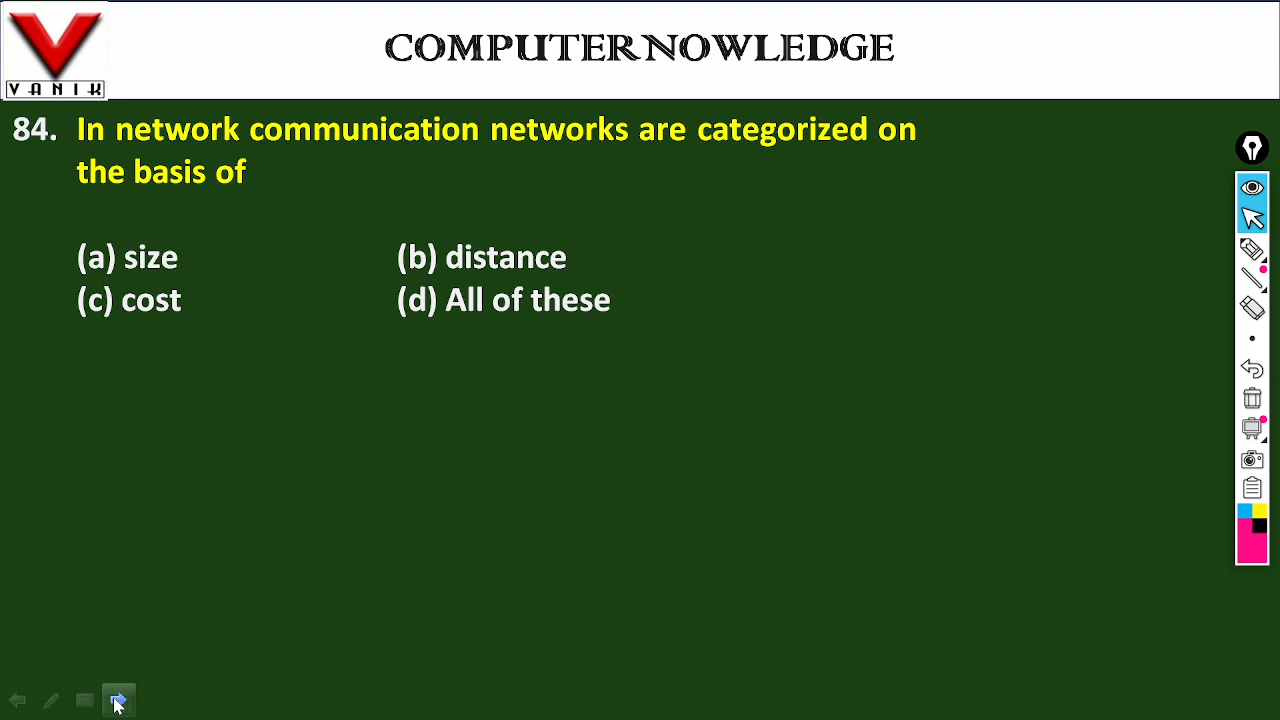 VANIK
COMPUTER NOWLEDGE
84. In network communication networks are categorized on
the basis of
(a) size (b) distance
(c) cost (d) All of these